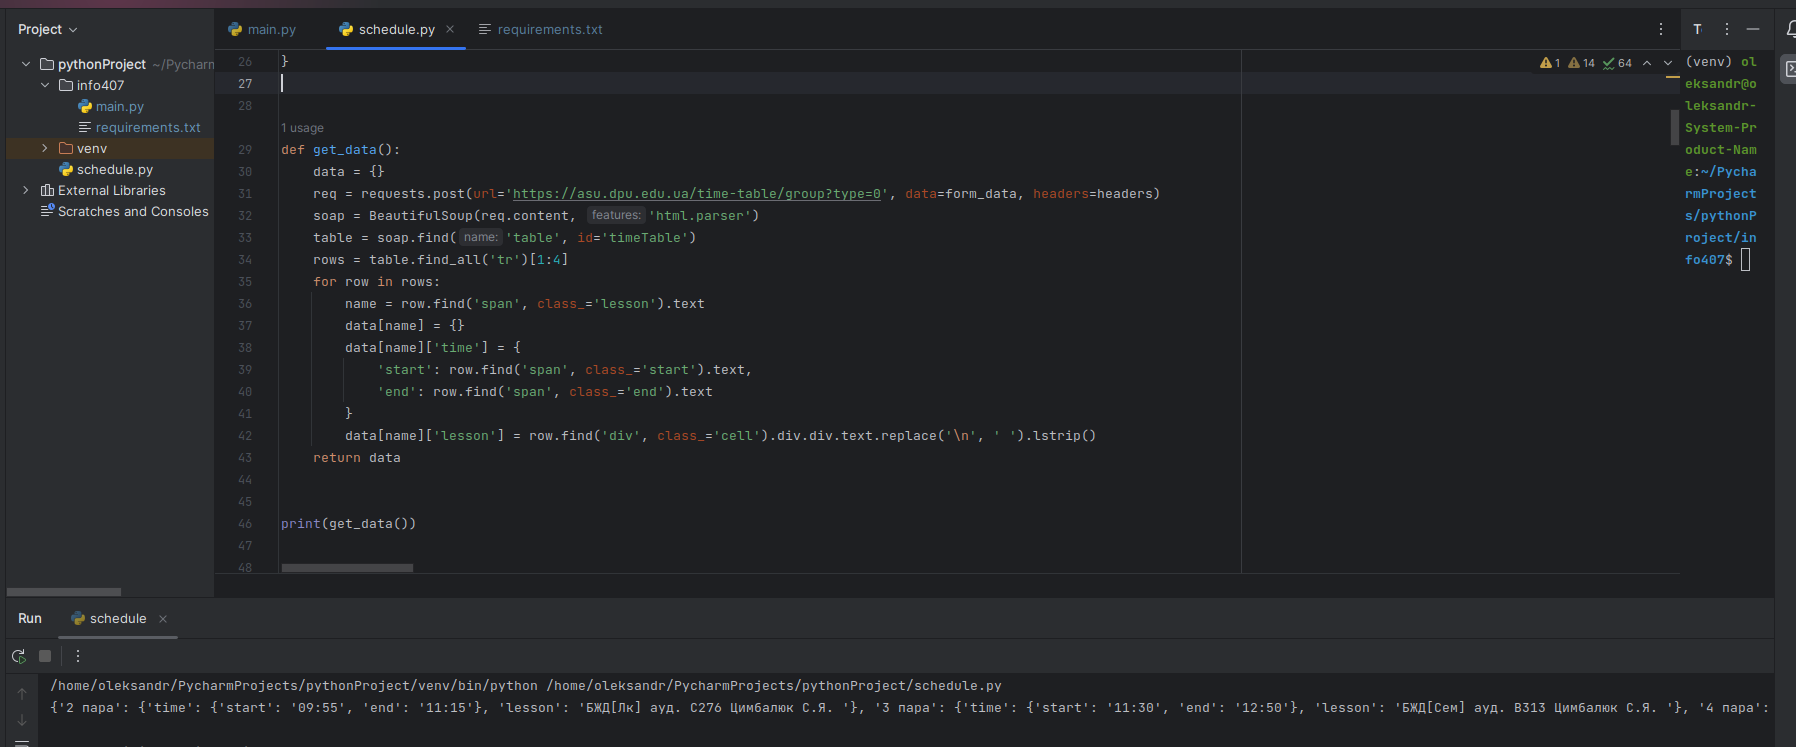 Project
main.py
schedule.py
requirements.txt
pythonProject ~/Pycharm
info407
main.py
requirements.txt
venv
schedule.py
External Libraries
Scratches and Consoles
1 14 64
26 }
27
28
1 usage
29 def get_data():
30 data = {}
31 req = requests.post(url='https://asu.dpu.edu.ua/time-table/group?type=0', data=form_data, headers=headers)
32 soap = BeautifulSoup(req.content, features: 'html.parser')
33 table = soap.find( name: 'table', id='timeTable')
34 rows = table.find_all('tr')[1:4]
35 for row in rows:
36 name = row.find('span', class_='lesson').text
37 data[name] = {}
38 data[name]['time'] = {
39 'start': row.find('span', class_='start').text,
40 'end': row.find('span', class_='end').text
41 }
42 data[name]['lesson'] = row.find('div', class_='cell').div.div.text.replace('\n', ' ').lstrip()
43 return data
44
45
46 print(get_data())
47
48
(venv) ol
eksandr@o
leksandr-
System-Pr
oduct-Nam
e:~/Pycha
rmProject
s/pythonP
roject/in
fo407$
Run
schedule
/home/oleksandr/PycharmProjects/pythonProject/venv/bin/python /home/oleksandr/PycharmProjects/pythonProject/schedule.py
{'2 пара': {'time': {'start': '09:55', 'end': '11:15'}, 'lesson': 'БЖД[Лк] ауд. С276 Цимбалюк С.Я. '}, '3 пара': {'time': {'start': '11:30', 'end': '12:50'}, 'lesson': 'БЖД[Сем] ауд. В313 Цимбалюк С.Я. '}, '4 пара':